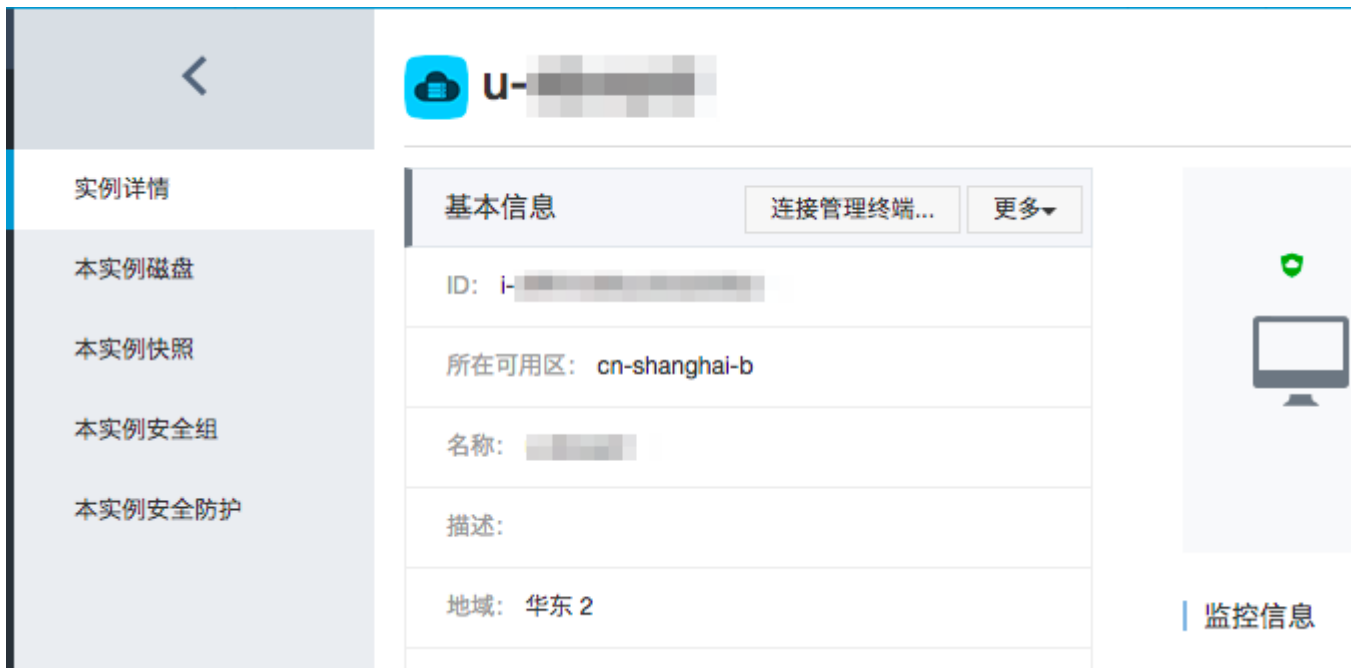 u-
实例详情
本实例磁盘
本实例快照
本实例安全组
本实例安全防护
基本信息
连接管理终端...
更多
ID: i-
所在可用区: cn-shanghai-b
名称:
描述:
地域: 华东 2
监控信息